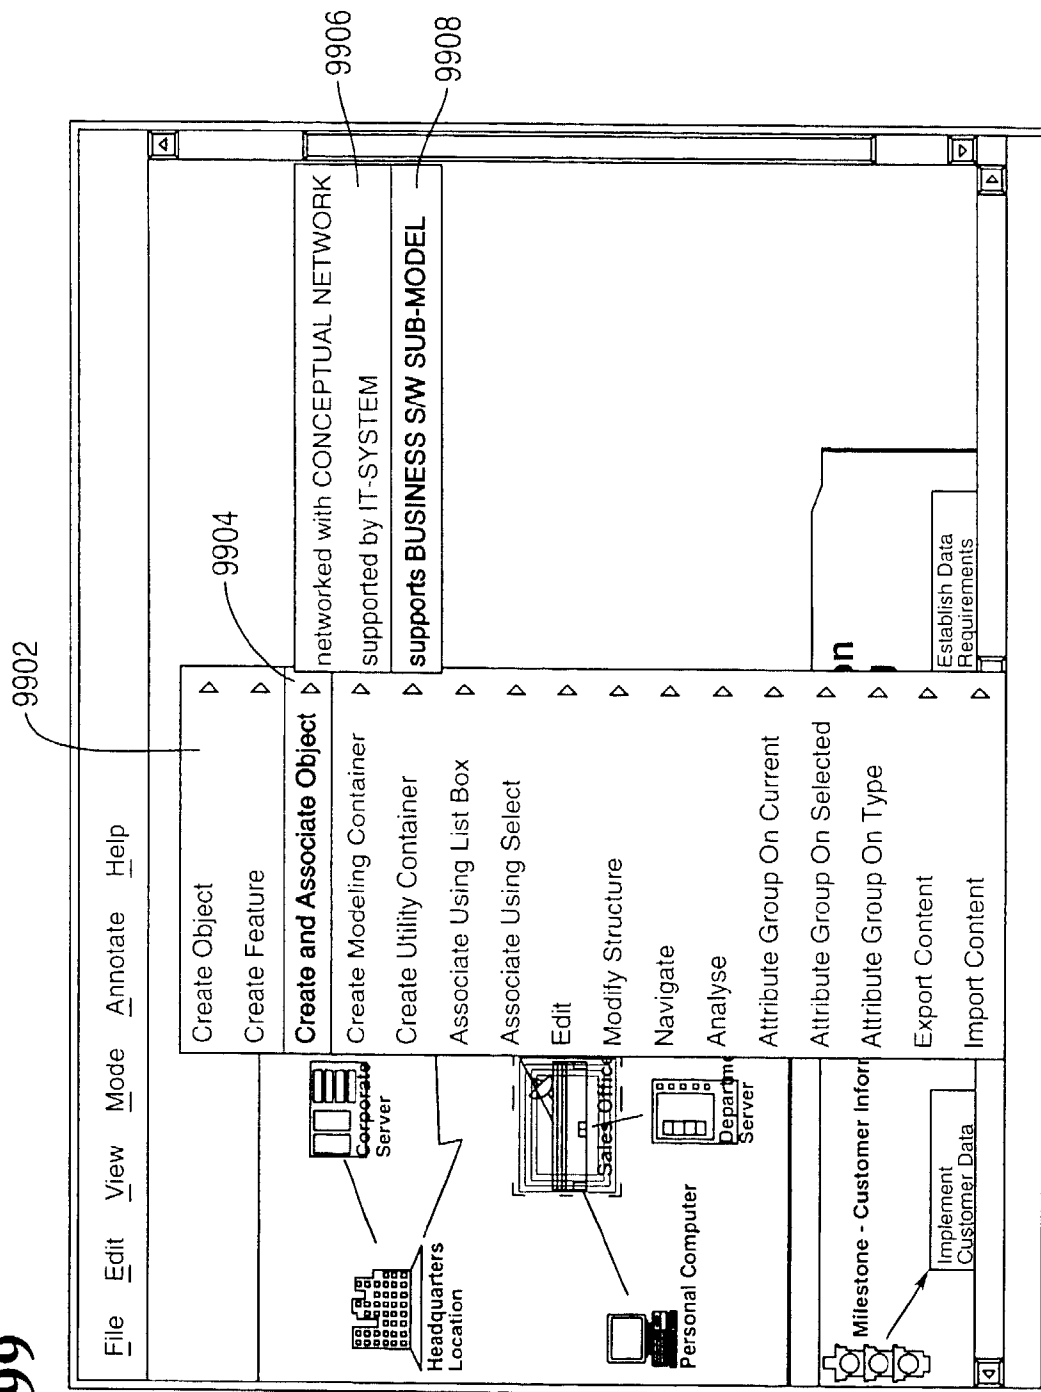 99
9902
9904
9906
9908
File Edit View Mode Annotate Help
Create Object
Create Feature
Create and Associate Object
Create Modeling Container
Create Utility Container
Associate Using List Box
Associate Using Select
Edit
Modify Structure
Navigate
Analyse
Attribute Group On Current
Attribute Group On Selected
Attribute Group On Type
Export Content
Import Content
networked with CONCEPTUAL NETWORK
supported by IT-SYSTEM
supports BUSINESS S/W SUB-MODEL
Corporate
Server
Headquarters
Location
Sales Office
Departme
Server
Personal Computer
Milestone - Customer Inforr
on
Implement
Customer Data
Establish Data
Requirements